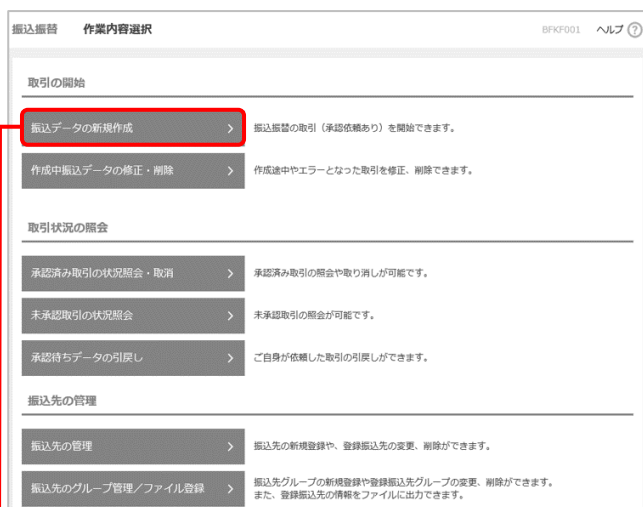 振込振替 作業内容選択 BFKF001 ヘルプ ?
取引の開始
振込データの新規作成 振込振替の取引（承認依頼あり）を開始できます。
作成中振込データの修正・削除 作成途中やエラーとなった取引を修正、削除できます。
取引状況の照会
承認済み取引の状況照会・取消 承認済み取引の照会や取り消しが可能です。
未承認取引の状況照会 未承認取引の照会が可能です。
承認待ちデータの引戻し ご自身が依頼した取引の引戻しができます。
振込先の管理
振込先の管理 振込先の新規登録や、登録振込先の変更、削除ができます。
振込先のグループ管理／ファイル登録 振込先グループの新規登録や登録振込先グループの変更、削除ができます。
また、登録振込先の情報をファイルに出力できます。